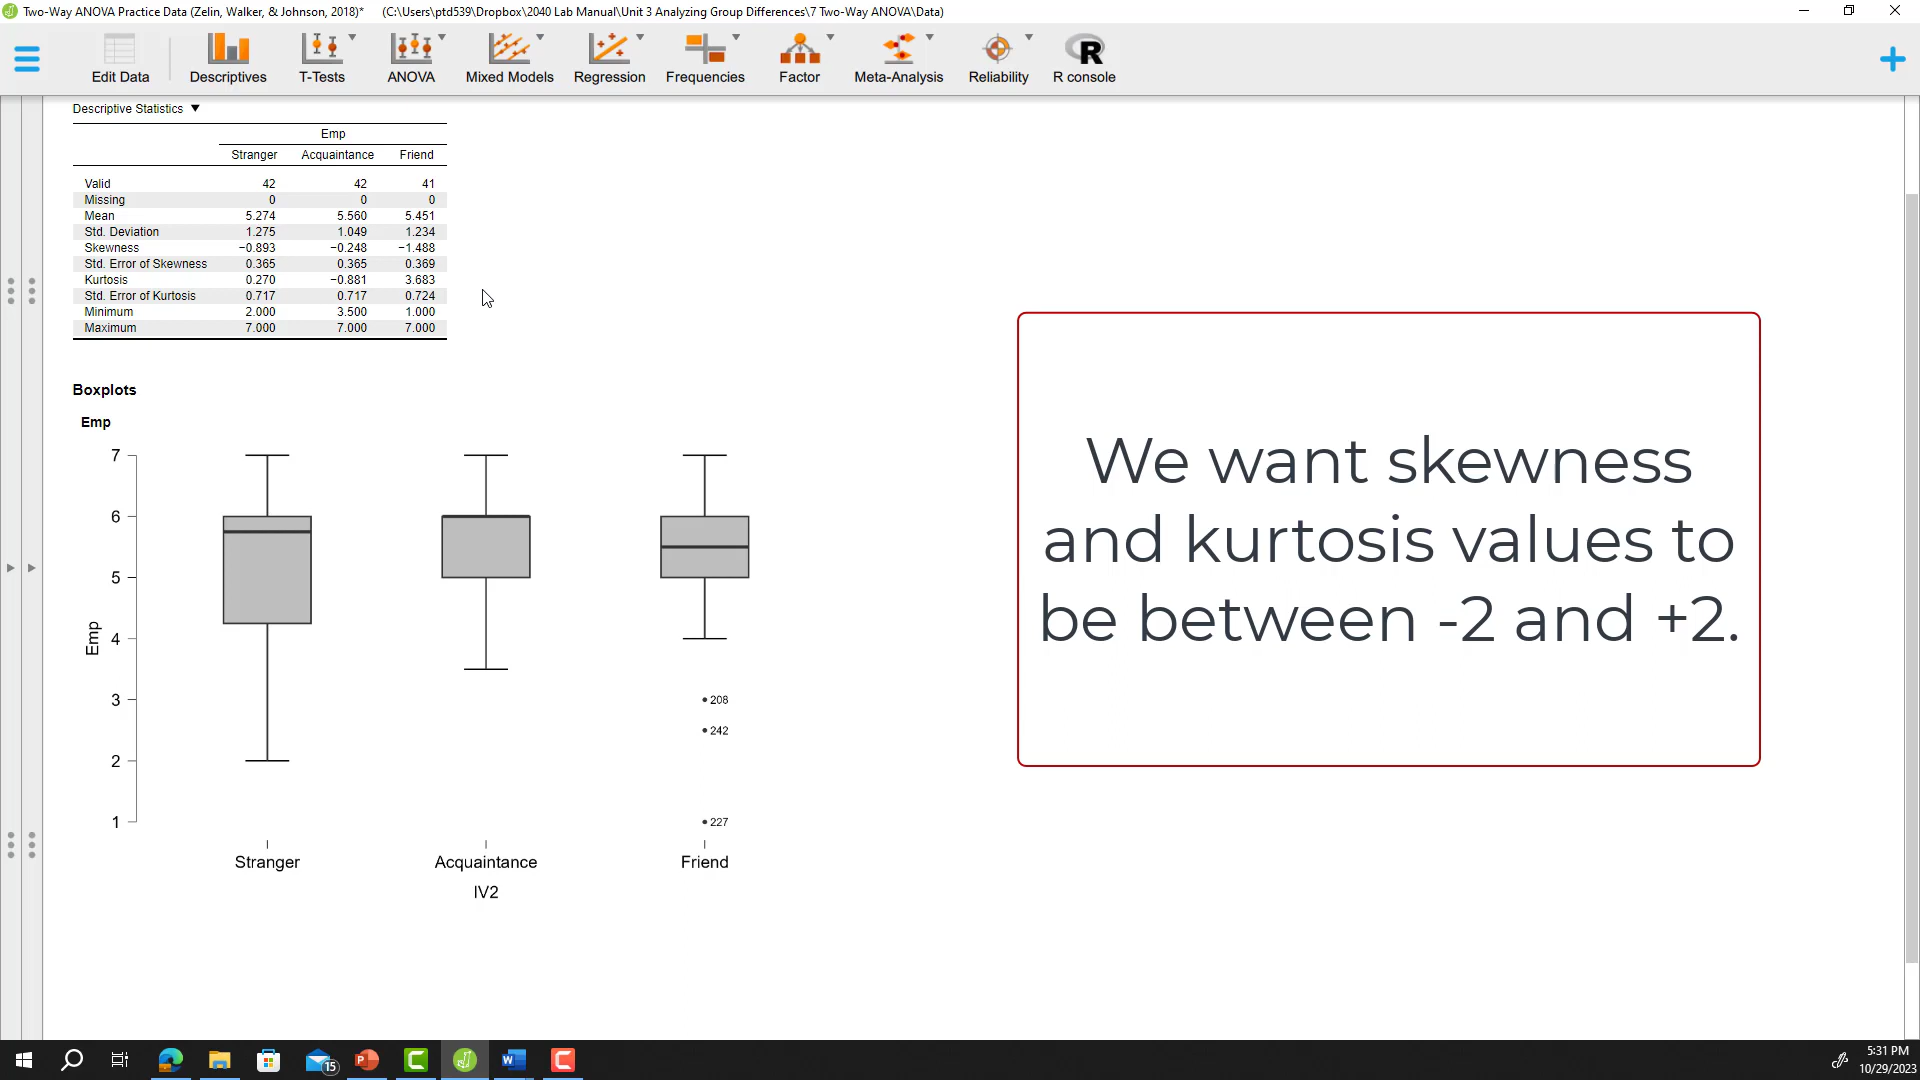 Two-Way ANOVA Practice Data (Zelin, Walker, & Johnson, 2018)* (C:\Users\ptd539\Dropbox\2040 Lab Manual\Unit 3 Analyzing Group Differences\7 Two-Way ANOVA\Data)
Edit Data Descriptives T-Tests ANOVA Mixed Models Regression Frequencies Factor Meta-Analysis Reliability R console
Descriptive Statistics ▼
Emp
Stranger Acquaintance Friend
Valid 42 42 41
Missing 0 0 0
Mean 5.274 5.560 5.451
Std. Deviation 1.275 1.049 1.234
Skewness −0.893 −0.248 −1.488
Std. Error of Skewness 0.365 0.365 0.369
Kurtosis 0.270 −0.881 3.683
Std. Error of Kurtosis 0.717 0.717 0.724
Minimum 2.000 3.500 1.000
Maximum 7.000 7.000 7.000
Boxplots
Emp
7
6
5
4
3
2
1
Emp
208
242
227
Stranger Acquaintance Friend
IV2
We want skewness
and kurtosis values to
be between -2 and +2.
15
5:31 PM
10/29/2023